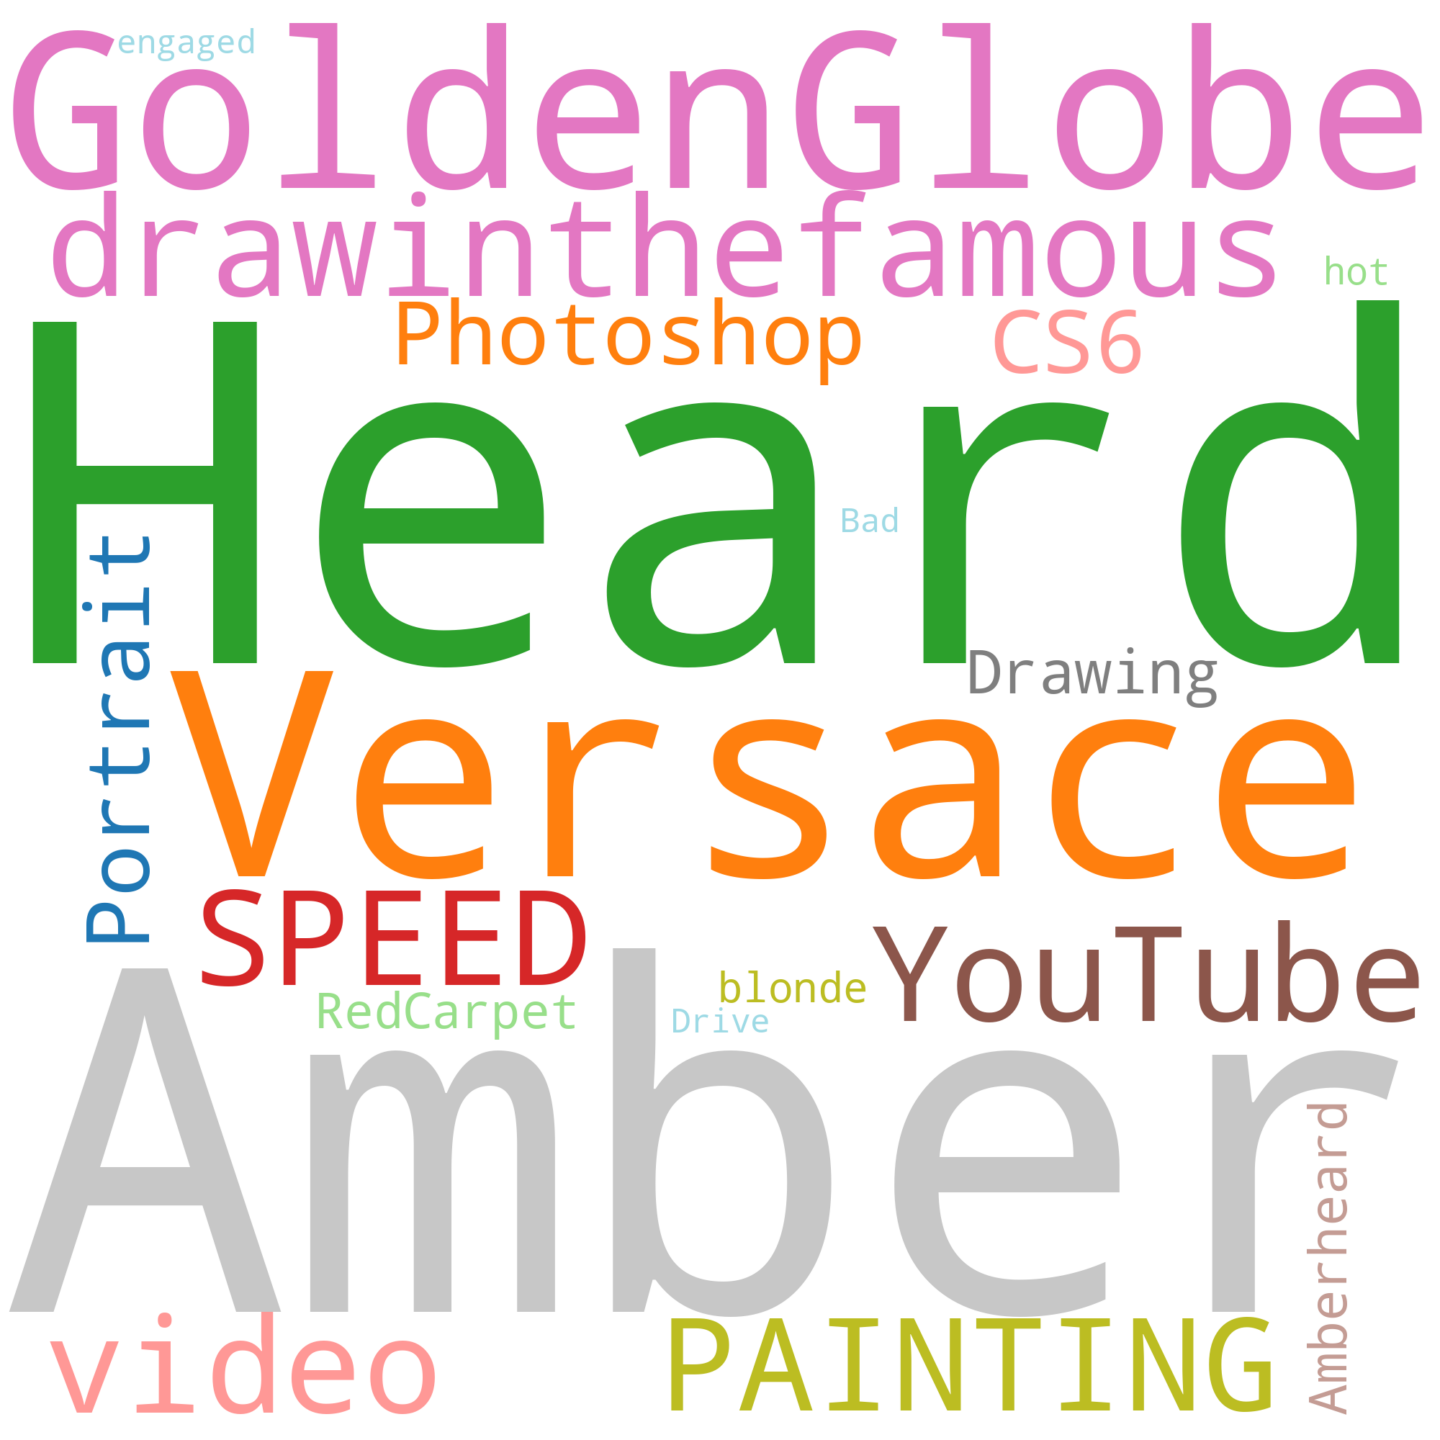 engaged
GoldenGlobe
drawinthefamous
hot
Photoshop
CS6
Heard
Bad
Portrait
Drawing
Versace
SPEED
YouTube
blonde
RedCarpet
Drive
Amber
Amberheard
video
PAINTING